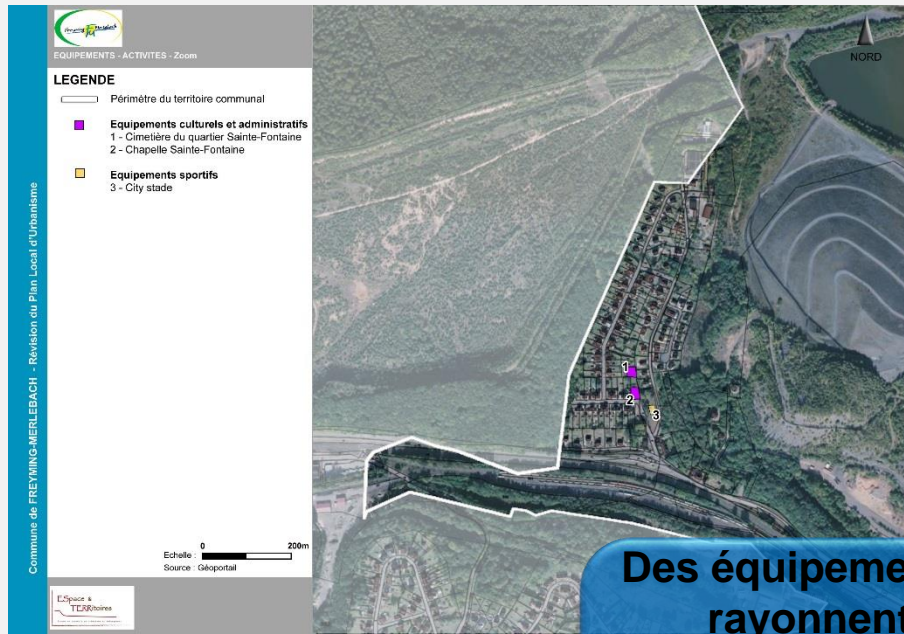 Freyming Merlebach
EQUIPEMENTS - ACTIVITES - Zoom
LEGENDE
Périmètre du territoire communal
Equipements culturels et administratifs
1 - Cimetière du quartier Sainte-Fontaine
2 - Chapelle Sainte-Fontaine
Equipements sportifs
3 - City stade
Commune de FREYMING-MERLEBACH - Révision du Plan Local d'Urbanisme
Echelle :
0
200m
Source : Géoportail
ESpace &
TERRitoires
NORD
1
2
3
Des équipeme
rayonnent